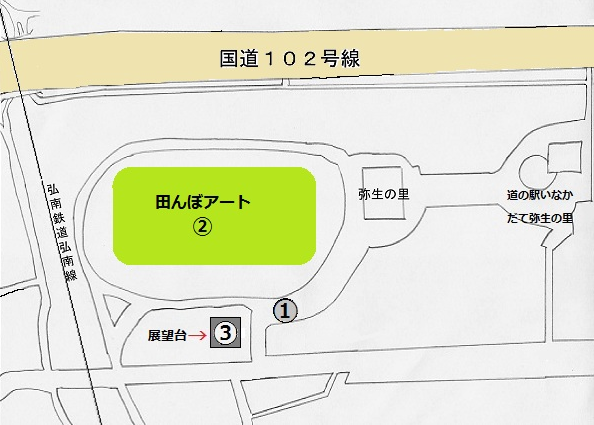 国道１０２号線
田んぼアート
②
弥生の里
道の駅いなか
だて弥生の里
弘南鉄道弘南線
①
展望台→③